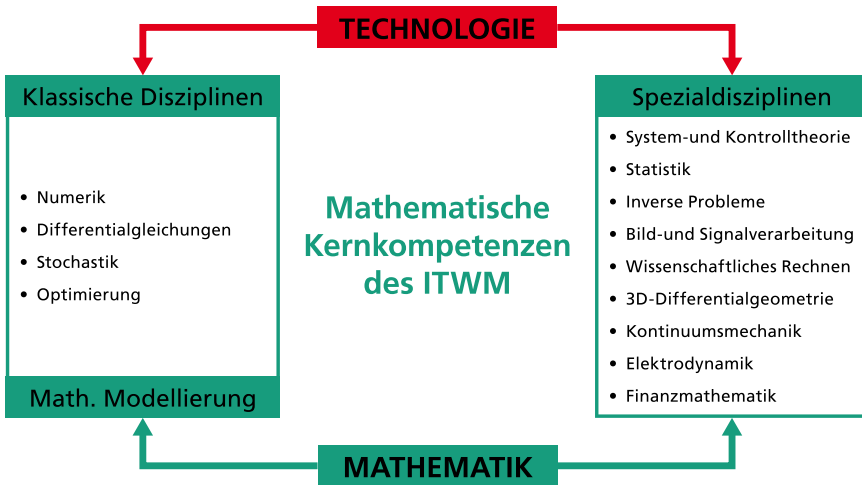 TECHNOLOGIE
Klassische Disziplinen
• Numerik
• Differentialgleichungen
• Stochastik
• Optimierung
Math. Modellierung
Mathematische
Kernkompetenzen
des ITWM
Spezialdisziplinen
• System-und Kontrolltheorie
• Statistik
• Inverse Probleme
• Bild-und Signalverarbeitung
• Wissenschaftliches Rechnen
• 3D-Differentialgeometrie
• Kontinuumsmechanik
• Elektrodynamik
• Finanzmathematik
MATHEMATIK